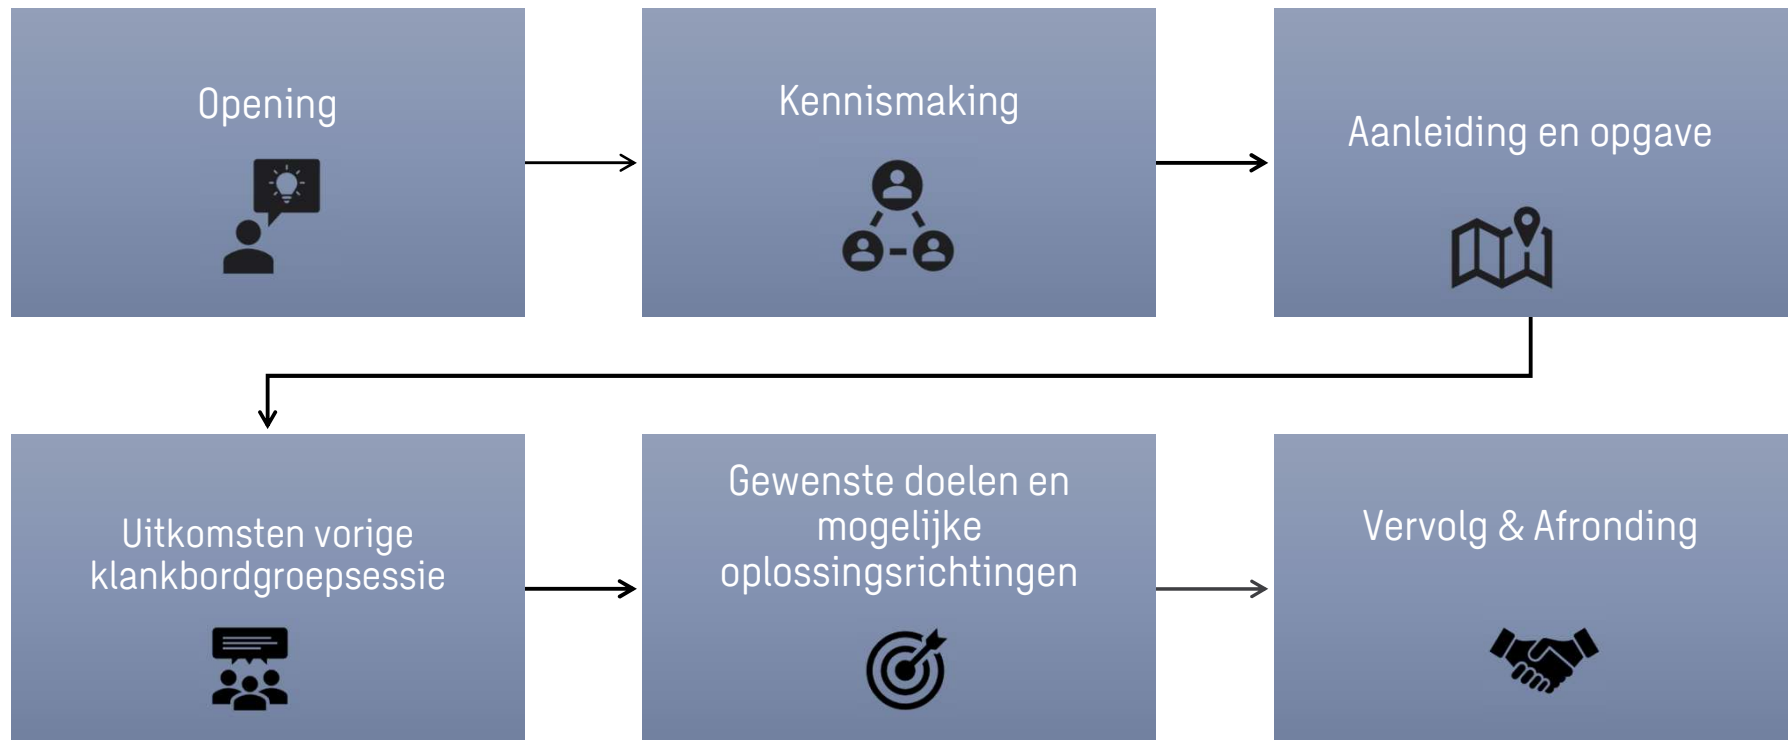 Opening
Kennismaking
Aanleiding en opgave
Uitkomsten vorige
klankbordgroepsessie
Gewenste doelen en
mogelijke
oplossingsrichtingen
Vervolg & Afronding